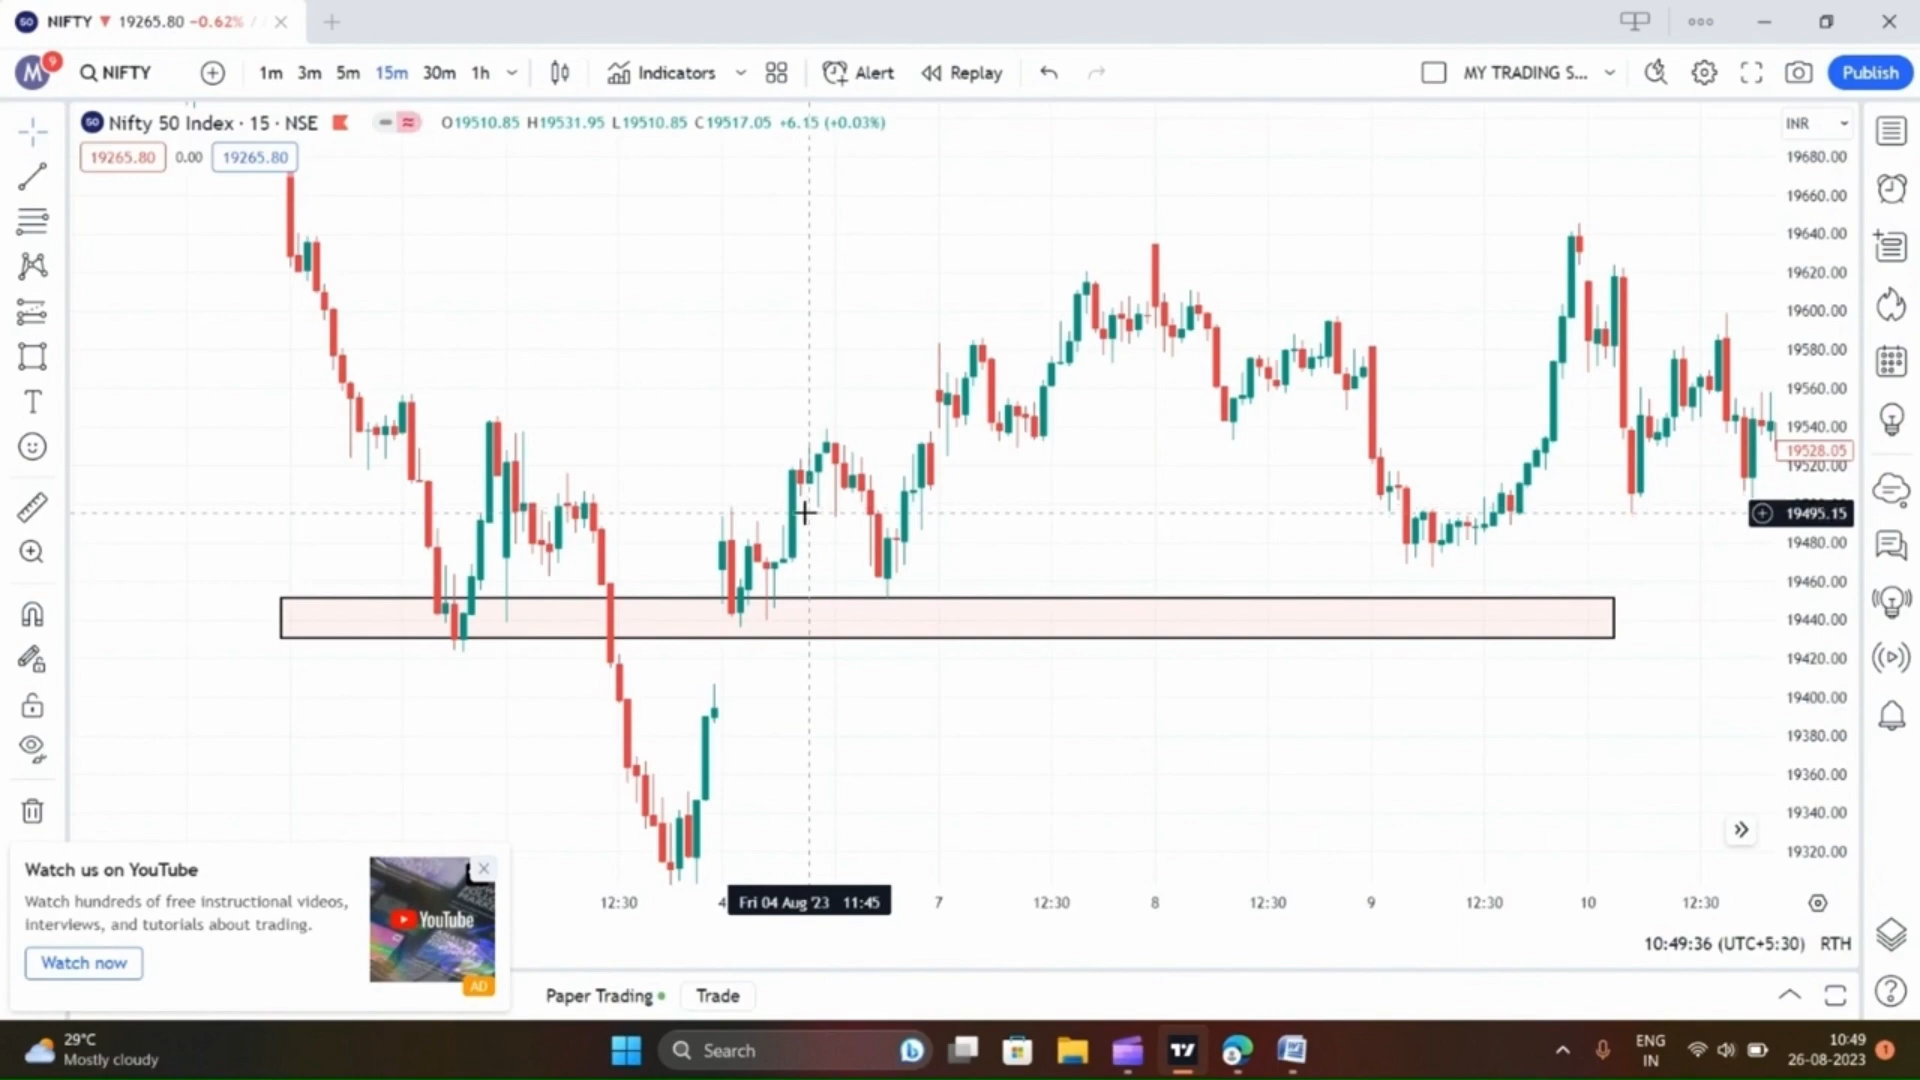 50 NIFTY ▼ 19265.80 −0.62% /
M 9 NIFTY 1m 3m 5m 15m 30m 1h Indicators Alert Replay MY TRADING S... Publish
50 Nifty 50 Index · 15 · NSE O19510.85 H19531.95 L19510.85 C19517.05 +6.15 (+0.03%) INR
19265.80 0.00 19265.80
19680.00
19660.00
19640.00
19620.00
19600.00
19580.00
19560.00
19540.00
19528.05
19520.00
19495.15
19480.00
19460.00
19440.00
19420.00
19400.00
19380.00
19360.00
19340.00
19320.00
12:30 4 Fri 04 Aug '23 11:45 7 12:30 8 12:30 9 12:30 10 12:30
10:49:36 (UTC+5:30) RTH
Watch us on YouTube
Watch hundreds of free instructional videos,
interviews, and tutorials about trading.
Watch now
YouTube
AD
Paper Trading Trade
29°C
Mostly cloudy
Search
ENG
IN
10:49
26-08-2023
1